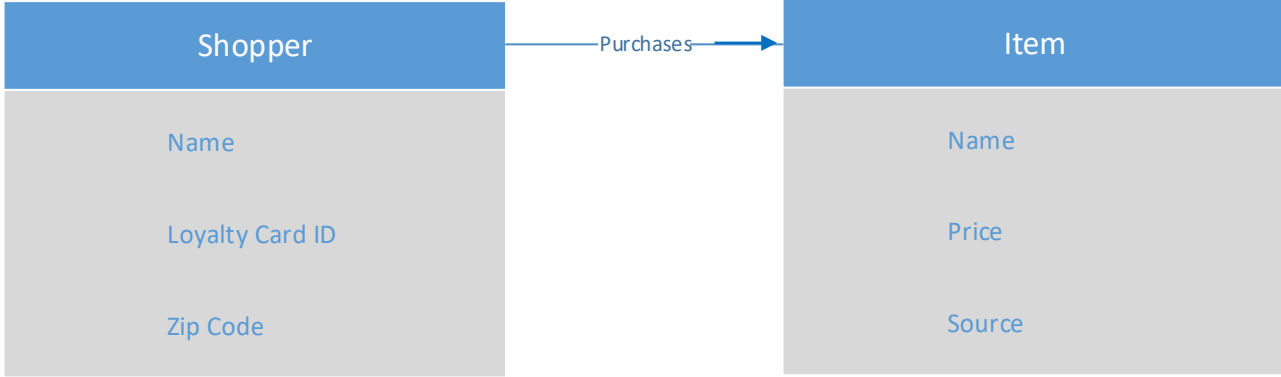 Shopper
Purchases
Item
Name
Loyalty Card ID
Zip Code
Name
Price
Source